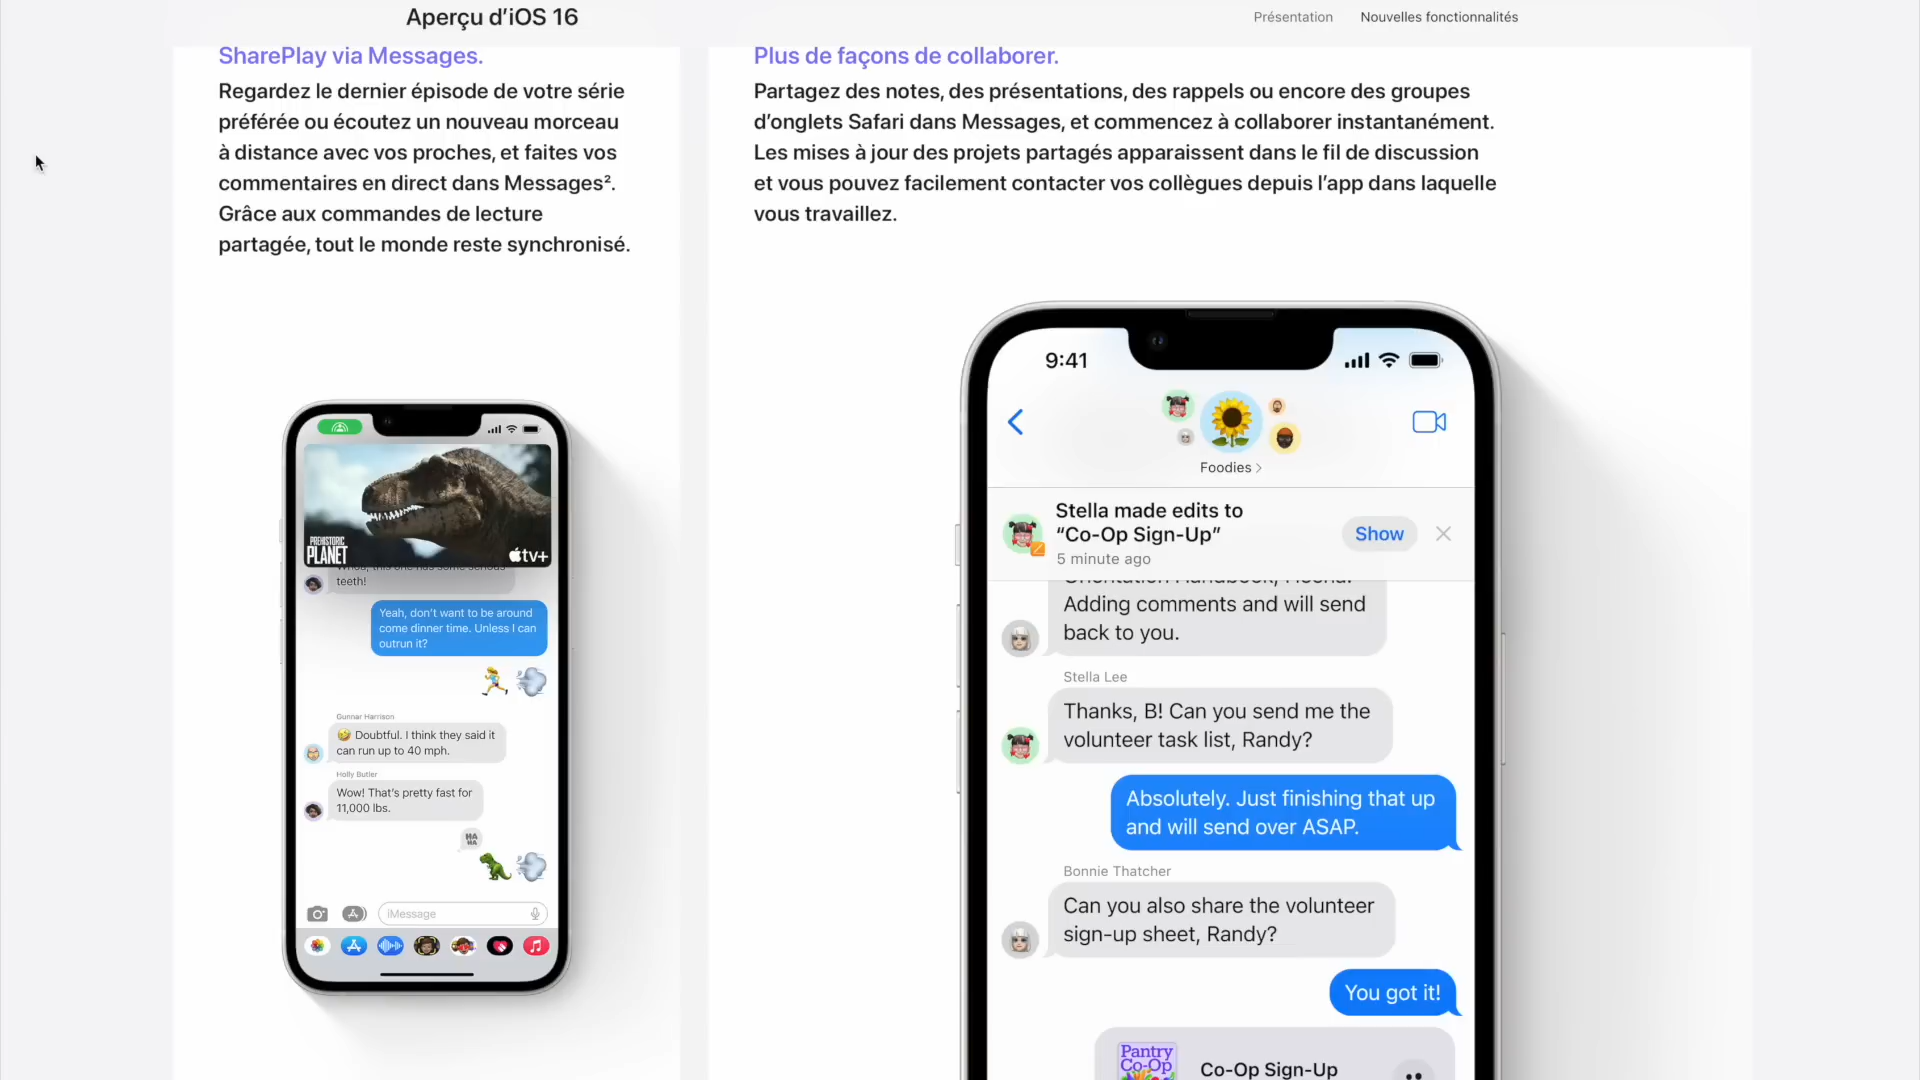 Aperçu d'iOS 16
Présentation
Nouvelles fonctionnalités
SharePlay via Messages.
Regardez le dernier épisode de votre série
préférée ou écoutez un nouveau morceau
à distance avec vos proches, et faites vos
commentaires en direct dans Messages².
Grâce aux commandes de lecture
partagée, tout le monde reste synchronisé.
PREHISTORIC
PLANET
tv+
teeth!
Yeah, don't want to be around
come dinner time. Unless I can
outrun it?
Gunnar Harrison
🤣 Doubtful. I think they said it
can run up to 40 mph.
Holly Butler
Wow! That's pretty fast for
11,000 lbs.
HA
HA
iMessage
Plus de façons de collaborer.
Partagez des notes, des présentations, des rappels ou encore des groupes
d'onglets Safari dans Messages, et commencez à collaborer instantanément.
Les mises à jour des projets partagés apparaissent dans le fil de discussion
et vous pouvez facilement contacter vos collègues depuis l'app dans laquelle
vous travaillez.
9:41
Foodies >
Stella made edits to
“Co-Op Sign-Up”
5 minute ago
Show
Adding comments and will send
back to you.
Stella Lee
Thanks, B! Can you send me the
volunteer task list, Randy?
Absolutely. Just finishing that up
and will send over ASAP.
Bonnie Thatcher
Can you also share the volunteer
sign-up sheet, Randy?
You got it!
Pantry
Co-Op
Co-Op Sign-Up